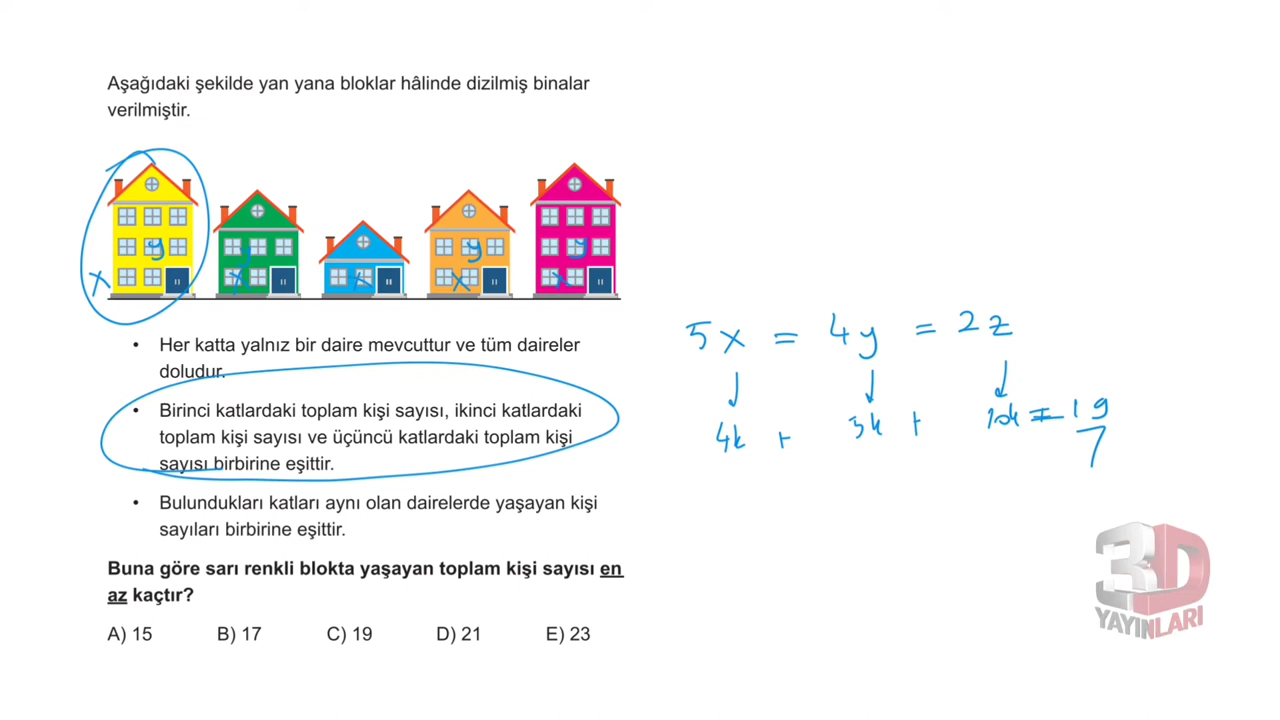 Aşağıdaki şekilde yan yana bloklar hâlinde dizilmiş binalar
verilmiştir.
y
y
y
y
x
x
x
x
x
• Her katta yalnız bir daire mevcuttur ve tüm daireler
doludur.
• Birinci katlardaki toplam kişi sayısı, ikinci katlardaki
toplam kişi sayısı ve üçüncü katlardaki toplam kişi
sayısı birbirine eşittir.
• Bulundukları katları aynı olan dairelerde yaşayan kişi
sayıları birbirine eşittir.
Buna göre sarı renkli blokta yaşayan toplam kişi sayısı en
az kaçtır?
A) 15 B) 17 C) 19 D) 21 E) 23
5x = 4y = 2z
4k + 3k + 10k = 19
7
3D
YAYINLARI